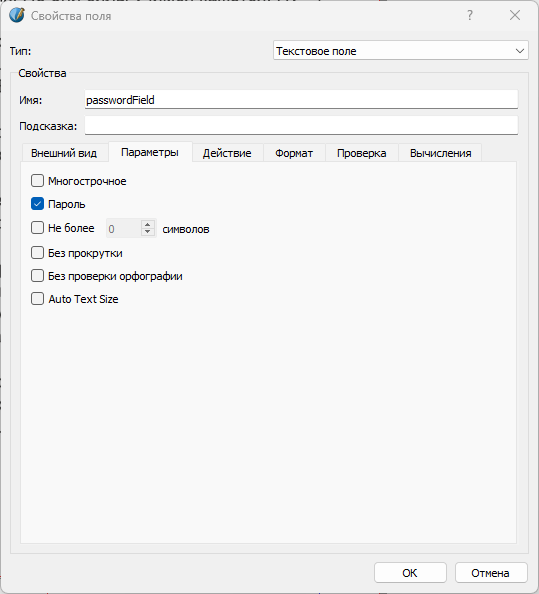 Свойства поля
Тип: Текстовое поле
Свойства
Имя: passwordField
Подсказка:
Внешний вид Параметры Действие Формат Проверка Вычисления
Многострочное
Пароль
Не более 0 символов
Без прокрутки
Без проверки орфографии
Auto Text Size
OK Отмена